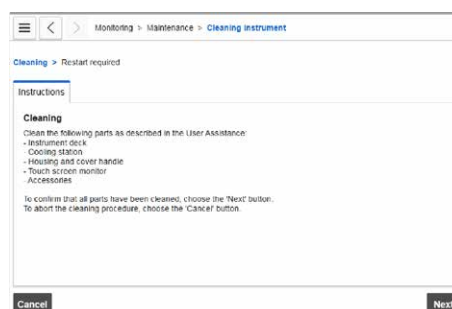 Monitoring > Maintenance > Cleaning instrument
Cleaning > Restart required
Instructions
Cleaning
Clean the following parts as described in the User Assistance:
- Instrument deck
- Cooling station
- Housing and cover handle
- Touch screen monitor
- Accessories
To confirm that all parts have been cleaned, choose the 'Next' button.
To abort the cleaning procedure, choose the 'Cancel' button.
Cancel
Next